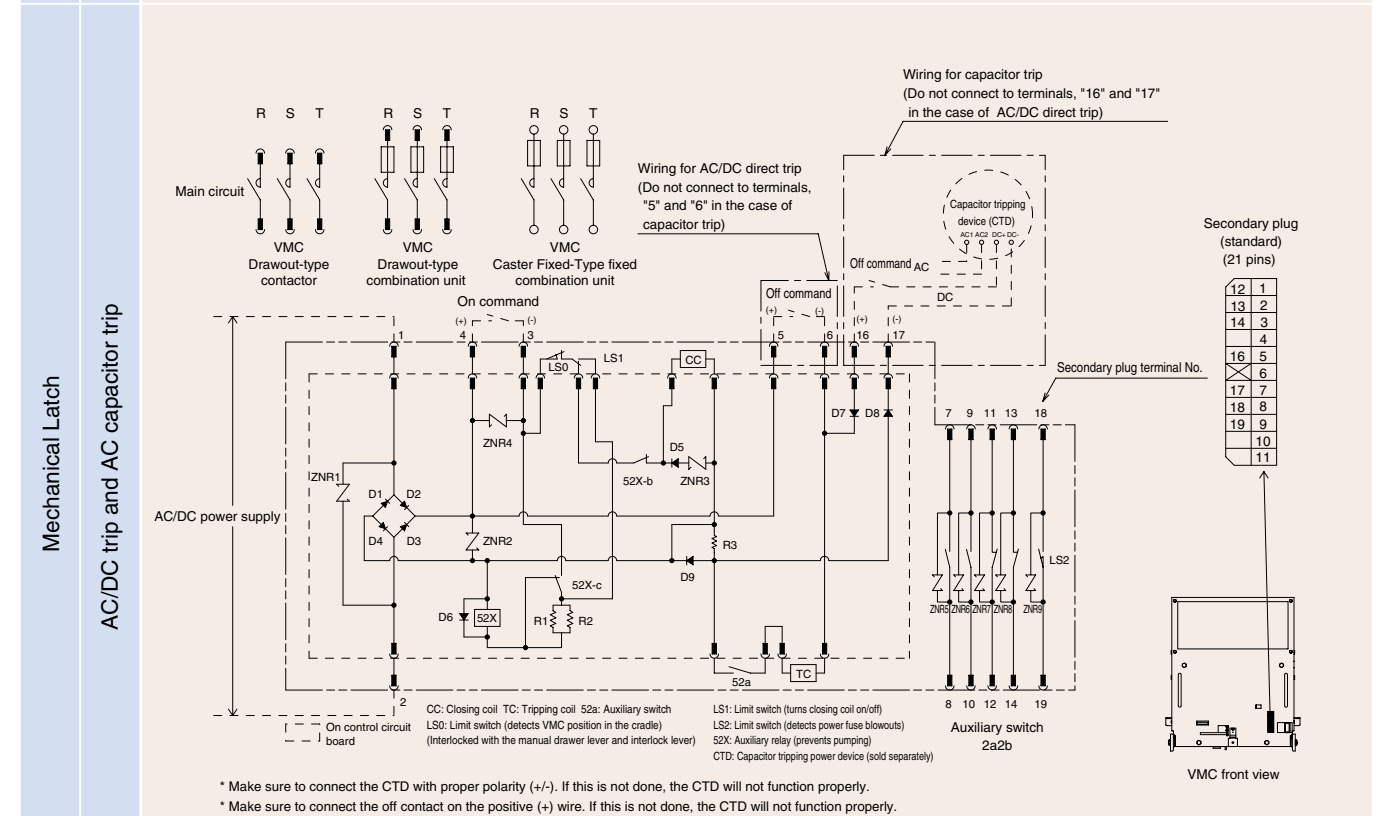 Mechanical Latch
AC/DC trip and AC capacitor trip
Wiring for capacitor trip
(Do not connect to terminals, "16" and "17"
in the case of AC/DC direct trip)
R S T
R S T
R S T
Main circuit
VMC
Drawout-type
contactor
VMC
Drawout-type
combination unit
VMC
Caster Fixed-Type fixed
combination unit
Wiring for AC/DC direct trip
(Do not connect to terminals,
"5" and "6" in the case of
capacitor trip)
Capacitor tripping
device (CTD)
AC1 AC2 DC+ DC-
Off command AC
DC
Secondary plug
(standard)
(21 pins)
12 1
13 2
14 3
4
16 5
6
17 7
18 8
19 9
10
11
On command
(+) (-)
Off command
(+) (-)
(+) (-)
1 4 3 5 6 16 17
LS0
LS1
CC
Secondary plug terminal No.
D7 D8
7 9 11 13 18
ZNR4
D5
52X-b
ZNR3
ZNR1
D1 D2
D4 D3
AC/DC power supply
ZNR2
R3
D9
52X-c
LS2
D6
52X
R1 R2
ZNR5 ZNR6 ZNR7 ZNR8 ZNR9
TC
52a
2
8 10 12 14 19
Auxiliary switch
2a2b
On control circuit
board
CC: Closing coil TC: Tripping coil 52a: Auxiliary switch
LS0: Limit switch (detects VMC position in the cradle)
(Interlocked with the manual drawer lever and interlock lever)
LS1: Limit switch (turns closing coil on/off)
LS2: Limit switch (detects power fuse blowouts)
52X: Auxiliary relay (prevents pumping)
CTD: Capacitor tripping power device (sold separately)
VMC front view
* Make sure to connect the CTD with proper polarity (+/-). If this is not done, the CTD will not function properly.
* Make sure to connect the off contact on the positive (+) wire. If this is not done, the CTD will not function properly.